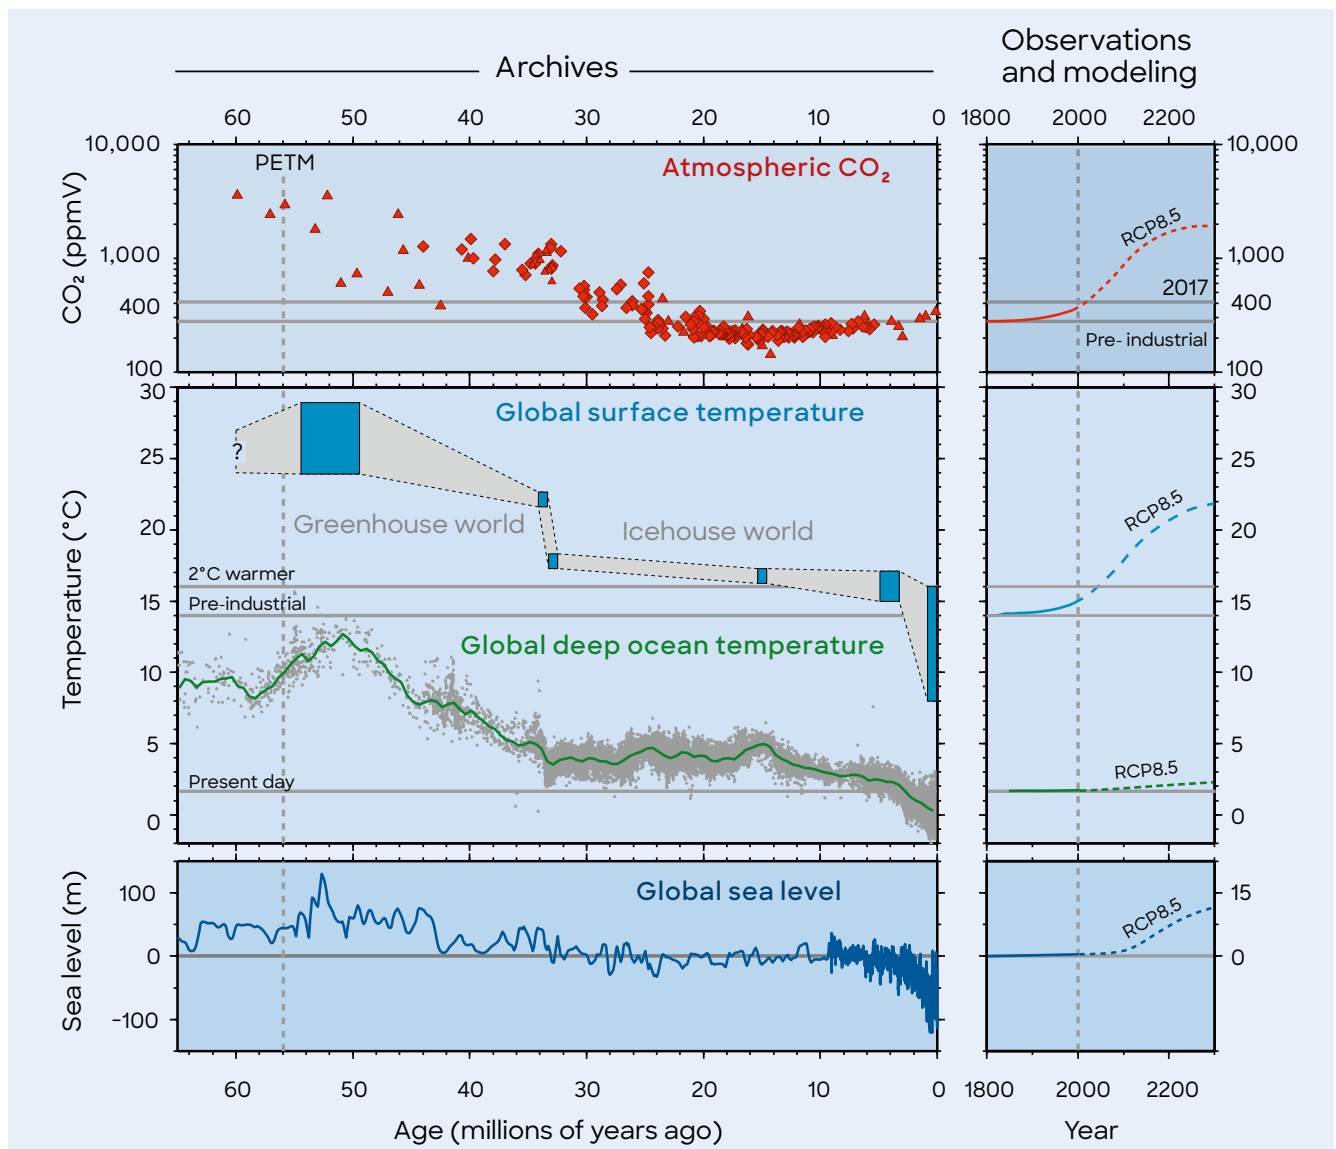 Archives
Observations
and modeling
60 50 40 30 20 10 0 1800 2000 2200
10,000
1,000
400
100
CO₂ (ppmV)
PETM
Atmospheric CO₂
RCP8.5
2017
Pre- industrial
10,000
1,000
400
100
30
25
20
15
10
5
0
Temperature (°C)
Global surface temperature
?
Greenhouse world
Icehouse world
2°C warmer
Pre-industrial
Global deep ocean temperature
Present day
RCP8.5
RCP8.5
30
25
20
15
10
5
0
100
0
-100
Sea level (m)
Global sea level
RCP8.5
15
0
60 50 40 30 20 10 0 1800 2000 2200
Age (millions of years ago)
Year